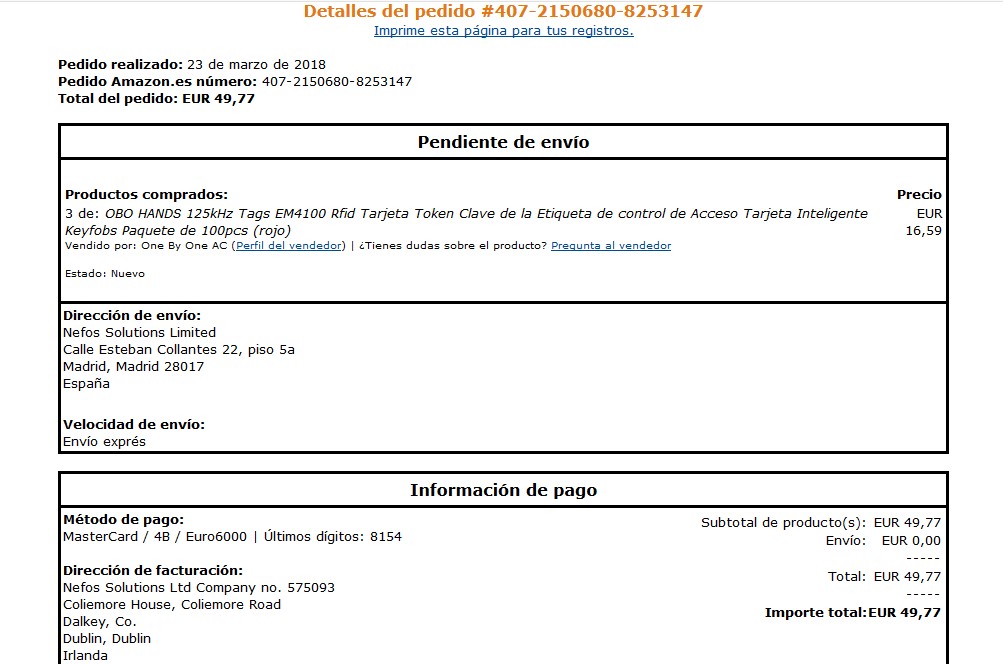 Detalles del pedido #407-2150680-8253147
Imprime esta página para tus registros.
Pedido realizado: 23 de marzo de 2018
Pedido Amazon.es número: 407-2150680-8253147
Total del pedido: EUR 49,77
Pendiente de envío
Productos comprados: Precio
3 de: OBO HANDS 125kHz Tags EM4100 Rfid Tarjeta Token Clave de la Etiqueta de control de Acceso Tarjeta Inteligente EUR
Keyfobs Paquete de 100pcs (rojo) 16,59
Vendido por: One By One AC (Perfil del vendedor) | ¿Tienes dudas sobre el producto? Pregunta al vendedor
Estado: Nuevo
Dirección de envío:
Nefos Solutions Limited
Calle Esteban Collantes 22, piso 5a
Madrid, Madrid 28017
España
Velocidad de envío:
Envío exprés
Información de pago
Método de pago:
MasterCard / 4B / Euro6000 | Últimos dígitos: 8154
Dirección de facturación:
Nefos Solutions Ltd Company no. 575093
Coliemore House, Coliemore Road
Dalkey, Co.
Dublin, Dublin
Irlanda
Subtotal de producto(s): EUR 49,77
Envío: EUR 0,00
-----
Total: EUR 49,77
-----
Importe total:EUR 49,77